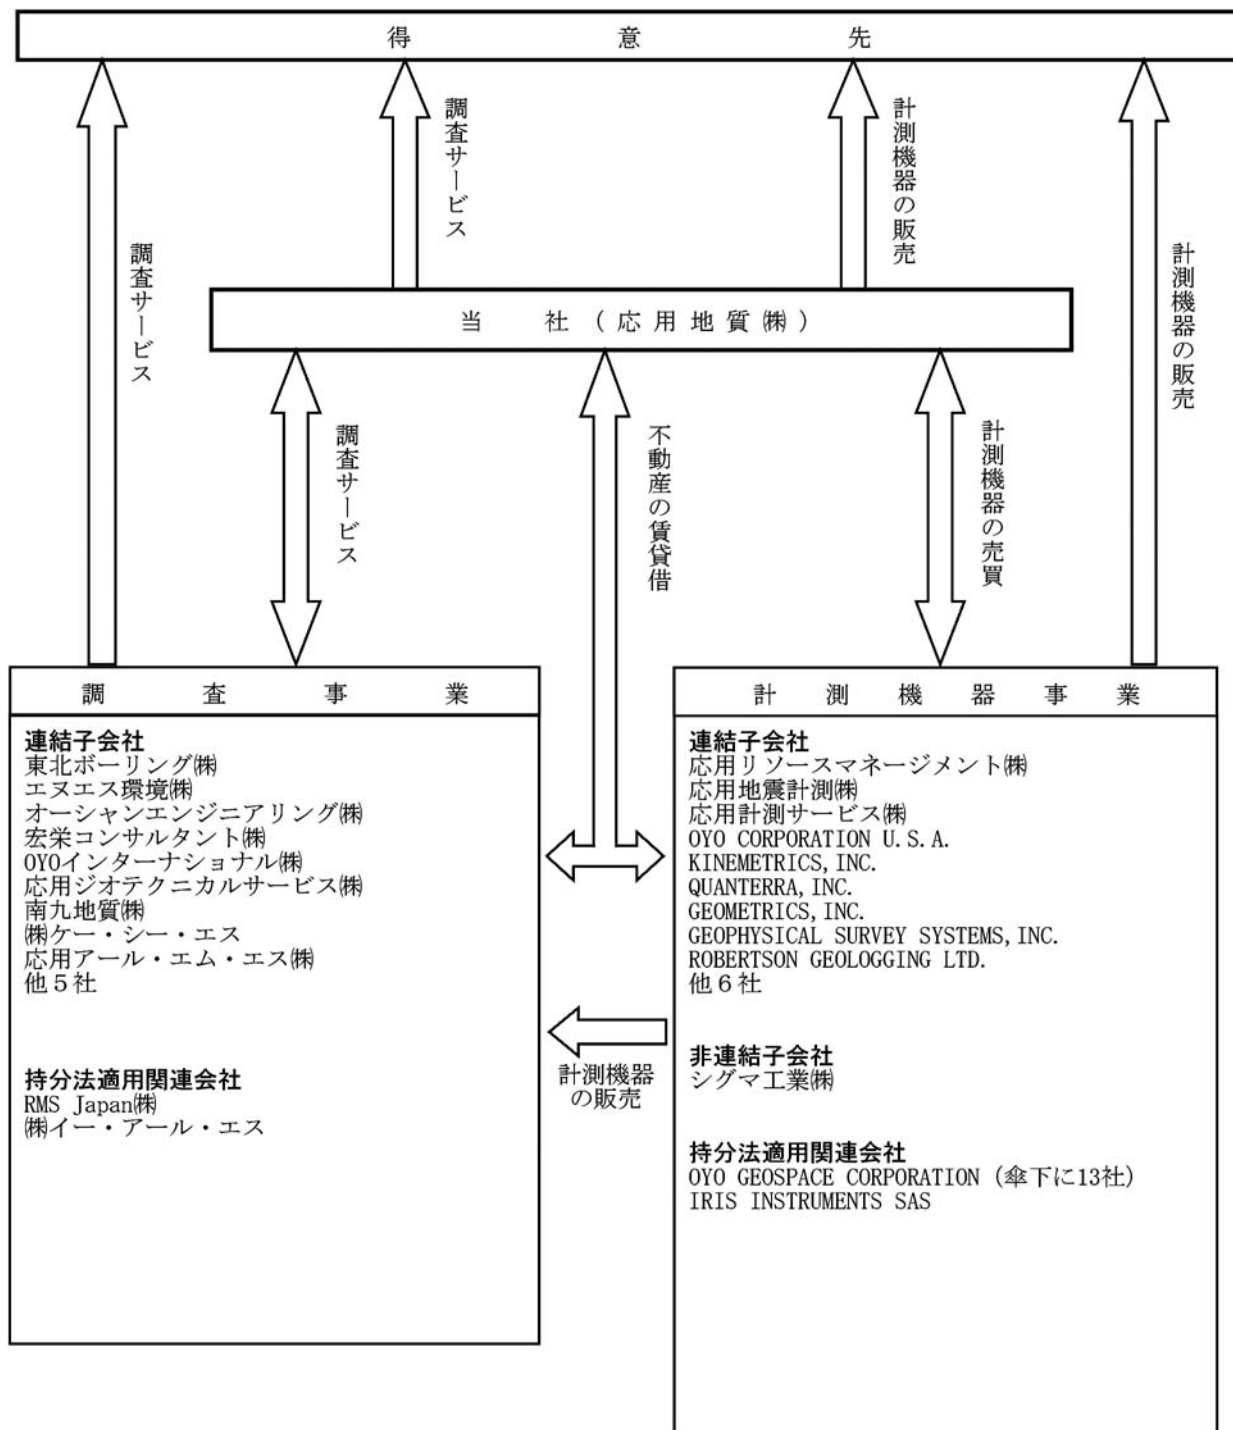 得意先
調査サービス
計測機器の販売
調査サービス
計測機器の販売
当社(応用地質㈱)
調査サービス
不動産の賃貸借
計測機器の売買
調査事業
連結子会社
東北ボーリング㈱
エヌエス環境㈱
オーシャンエンジニアリング㈱
宏栄コンサルタント㈱
OYOインターナショナル㈱
応用ジオテクニカルサービス㈱
南九地質㈱
㈱ケー・シー・エス
応用アール・エム・エス㈱
他5社
持分法適用関連会社
RMS Japan㈱
㈱イー・アール・エス
計測機器
の販売
計測機器事業
連結子会社
応用リソースマネージメント㈱
応用地震計測㈱
応用計測サービス㈱
OYO CORPORATION U.S.A.
KINEMETRICS,INC.
QUANTERRA,INC.
GEOMETRICS,INC.
GEOPHYSICAL SURVEY SYSTEMS,INC.
ROBERTSON GEOLOGGING LTD.
他6社
非連結子会社
シグマ工業㈱
持分法適用関連会社
OYO GEOSPACE CORPORATION (傘下に13社)
IRIS INSTRUMENTS SAS